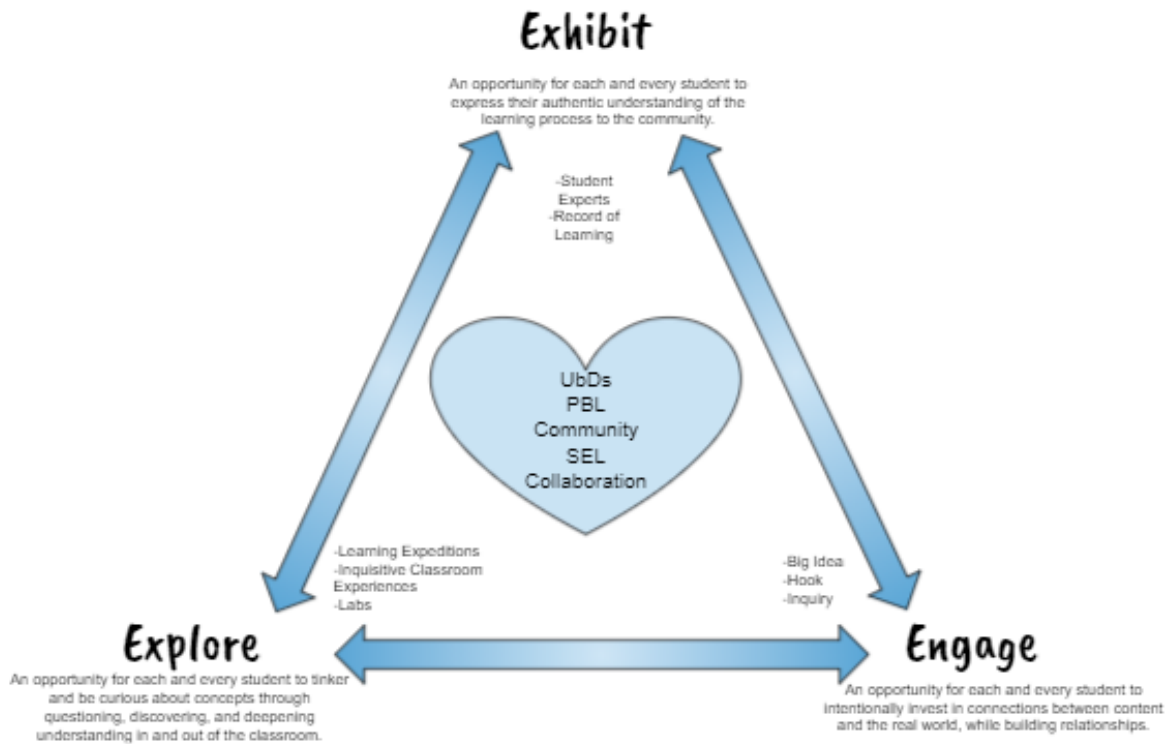 Exhibit
An opportunity for each and every student to
express their authentic understanding of the
learning process to the community.
-Student
Experts
-Record of
Learning
UbDs
PBL
Community
SEL
Collaboration
-Learning Expeditions
-Inquisitive Classroom
Experiences
-Labs
-Big Idea
-Hook
-Inquiry
Explore
An opportunity for each and every student to tinker
and be curious about concepts through
questioning, discovering, and deepening
understanding in and out of the classroom.
Engage
An opportunity for each and every student to
intentionally invest in connections between content
and the real world, while building relationships.